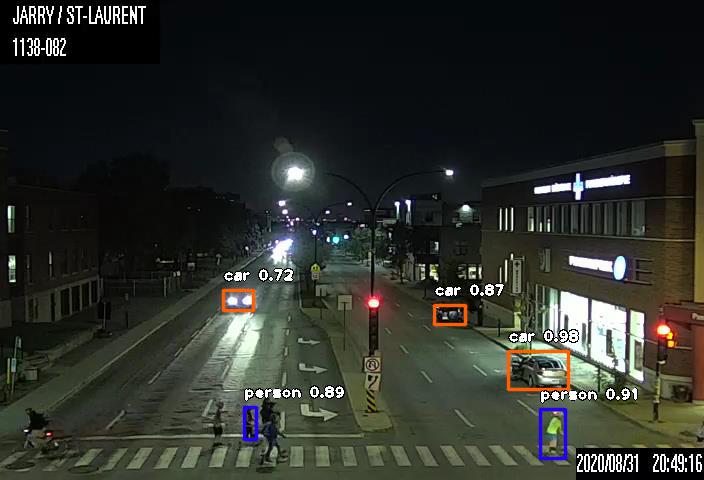 JARRY / ST-LAURENT
1138-082
car 0.72
car 0.87
car 0.98
person 0.89
person 0.91
2020/08/31 20:49:16